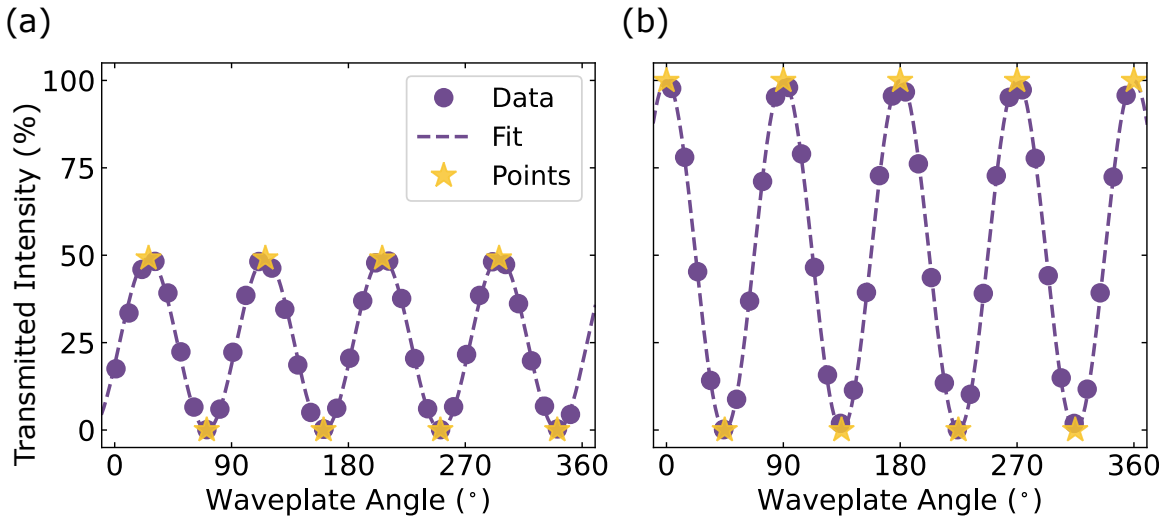 (a)
(b)
Transmitted Intensity (%)
100
75
50
25
0
Data
Fit
Points
0 90 180 270 360
Waveplate Angle (°)
0 90 180 270 360
Waveplate Angle (°)